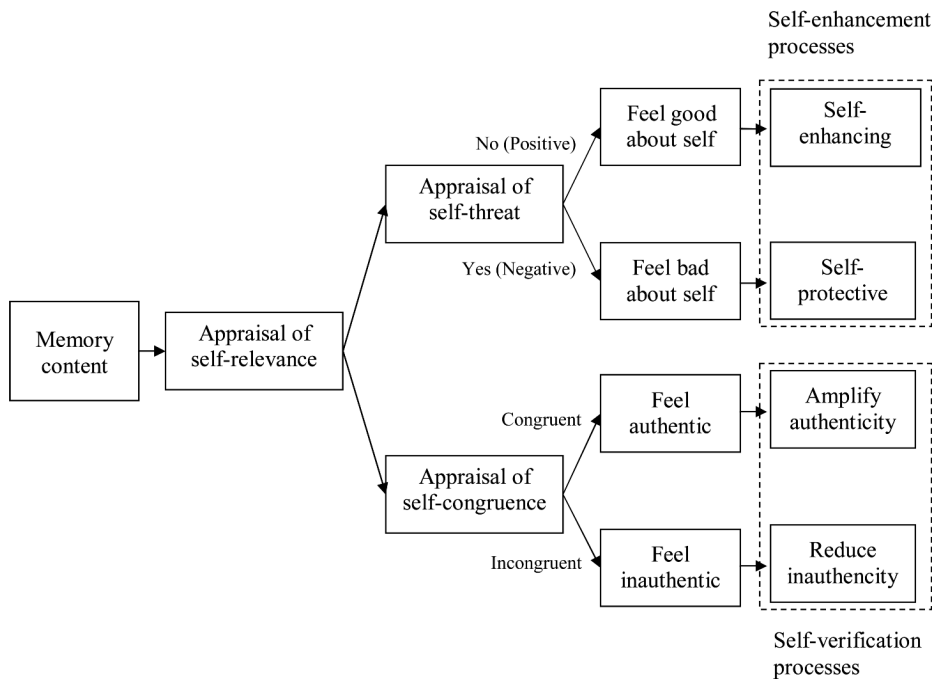 Self-enhancement
processes
Feel good
about self
Self-
enhancing
No (Positive)
Appraisal of
self-threat
Yes (Negative)
Feel bad
about self
Self-
protective
Memory
content
Appraisal of
self-relevance
Congruent
Feel
authentic
Amplify
authenticity
Appraisal of
self-congruence
Incongruent
Feel
inauthentic
Reduce
inauthencity
Self-verification
processes